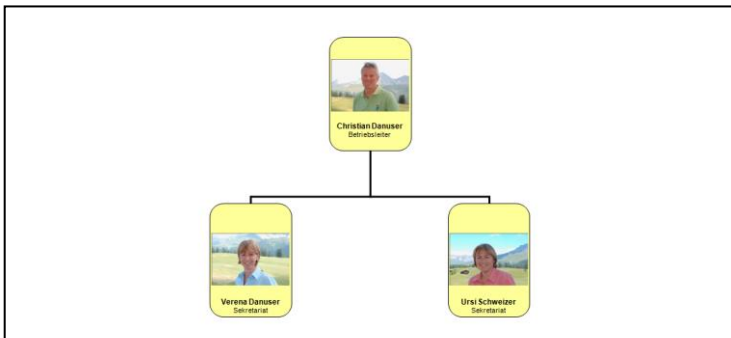 Christian Danuser
Betriebsleiter
Verena Danuser
Sekretariat
Ursi Schweizer
Sekretariat